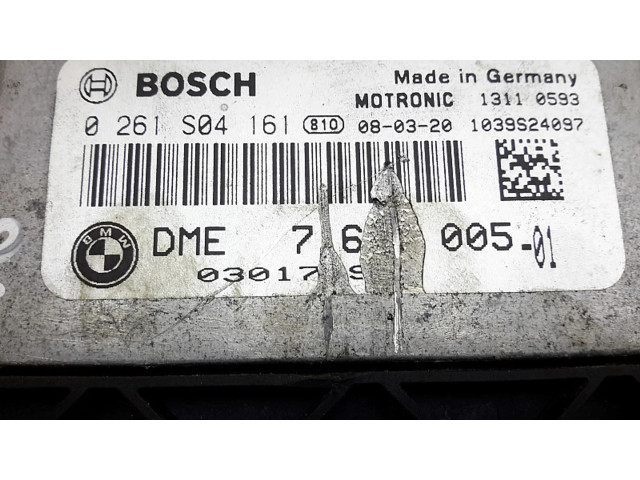 BOSCH Made in Germany
MOTRONIC 1311 0593
0 261 S04 161 810 08-03-20 1039S24097
BMW DME 005-01